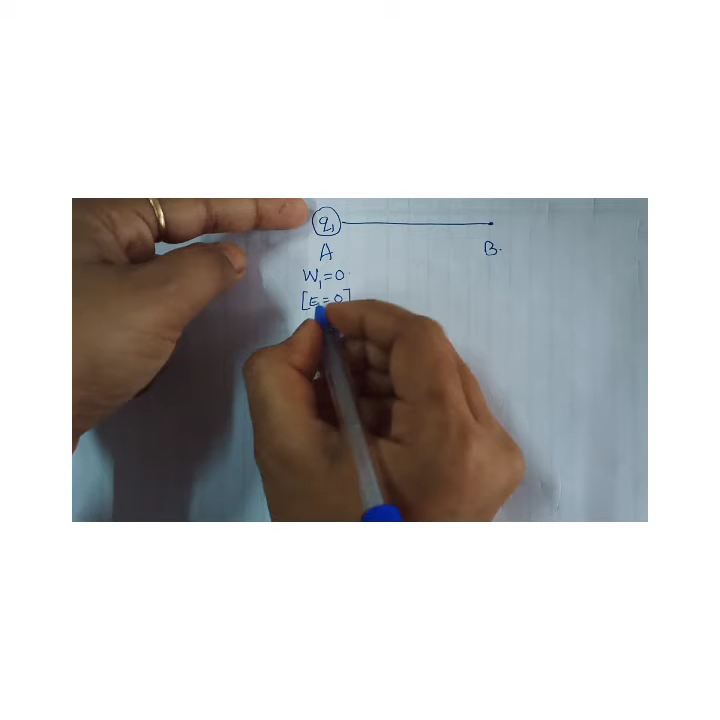 q₁
A B.
W₁ = 0.
[E = 0]